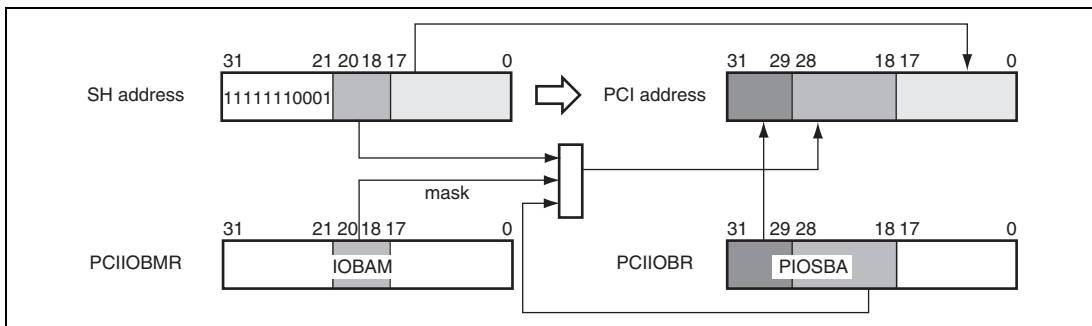 31 21 20 18 17 0 31 29 28 18 17 0
SH address 11111110001 PCI address
mask
31 21 20 18 17 0 31 29 28 18 17 0
PCIIOBMR IOBAM PCIIOBR PIOSBA